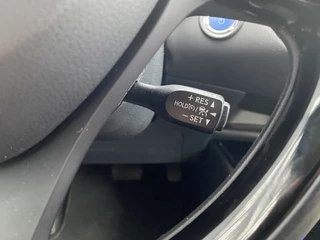 + RES ▲
HOLD / ◄
- SET ▼